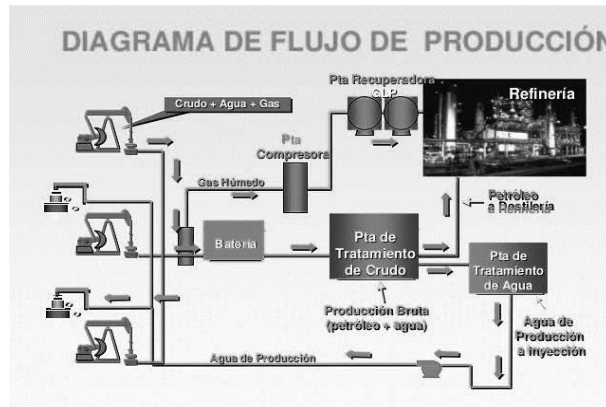 DIAGRAMA DE FLUJO DE PRODUCCIÓN
Pta Recuperadora
GLP
Refinería
Crudo + Agua + Gas
Pta
Compresora
Gas Húmedo
Petróleo
a Destilería
a Refinería
Batería
Pta de
Tratamiento
de Crudo
Pta de
Tratamiento
de Agua
Producción Bruta
(petróleo + agua)
Agua de
Producción
a Inyección
Agua de Producción